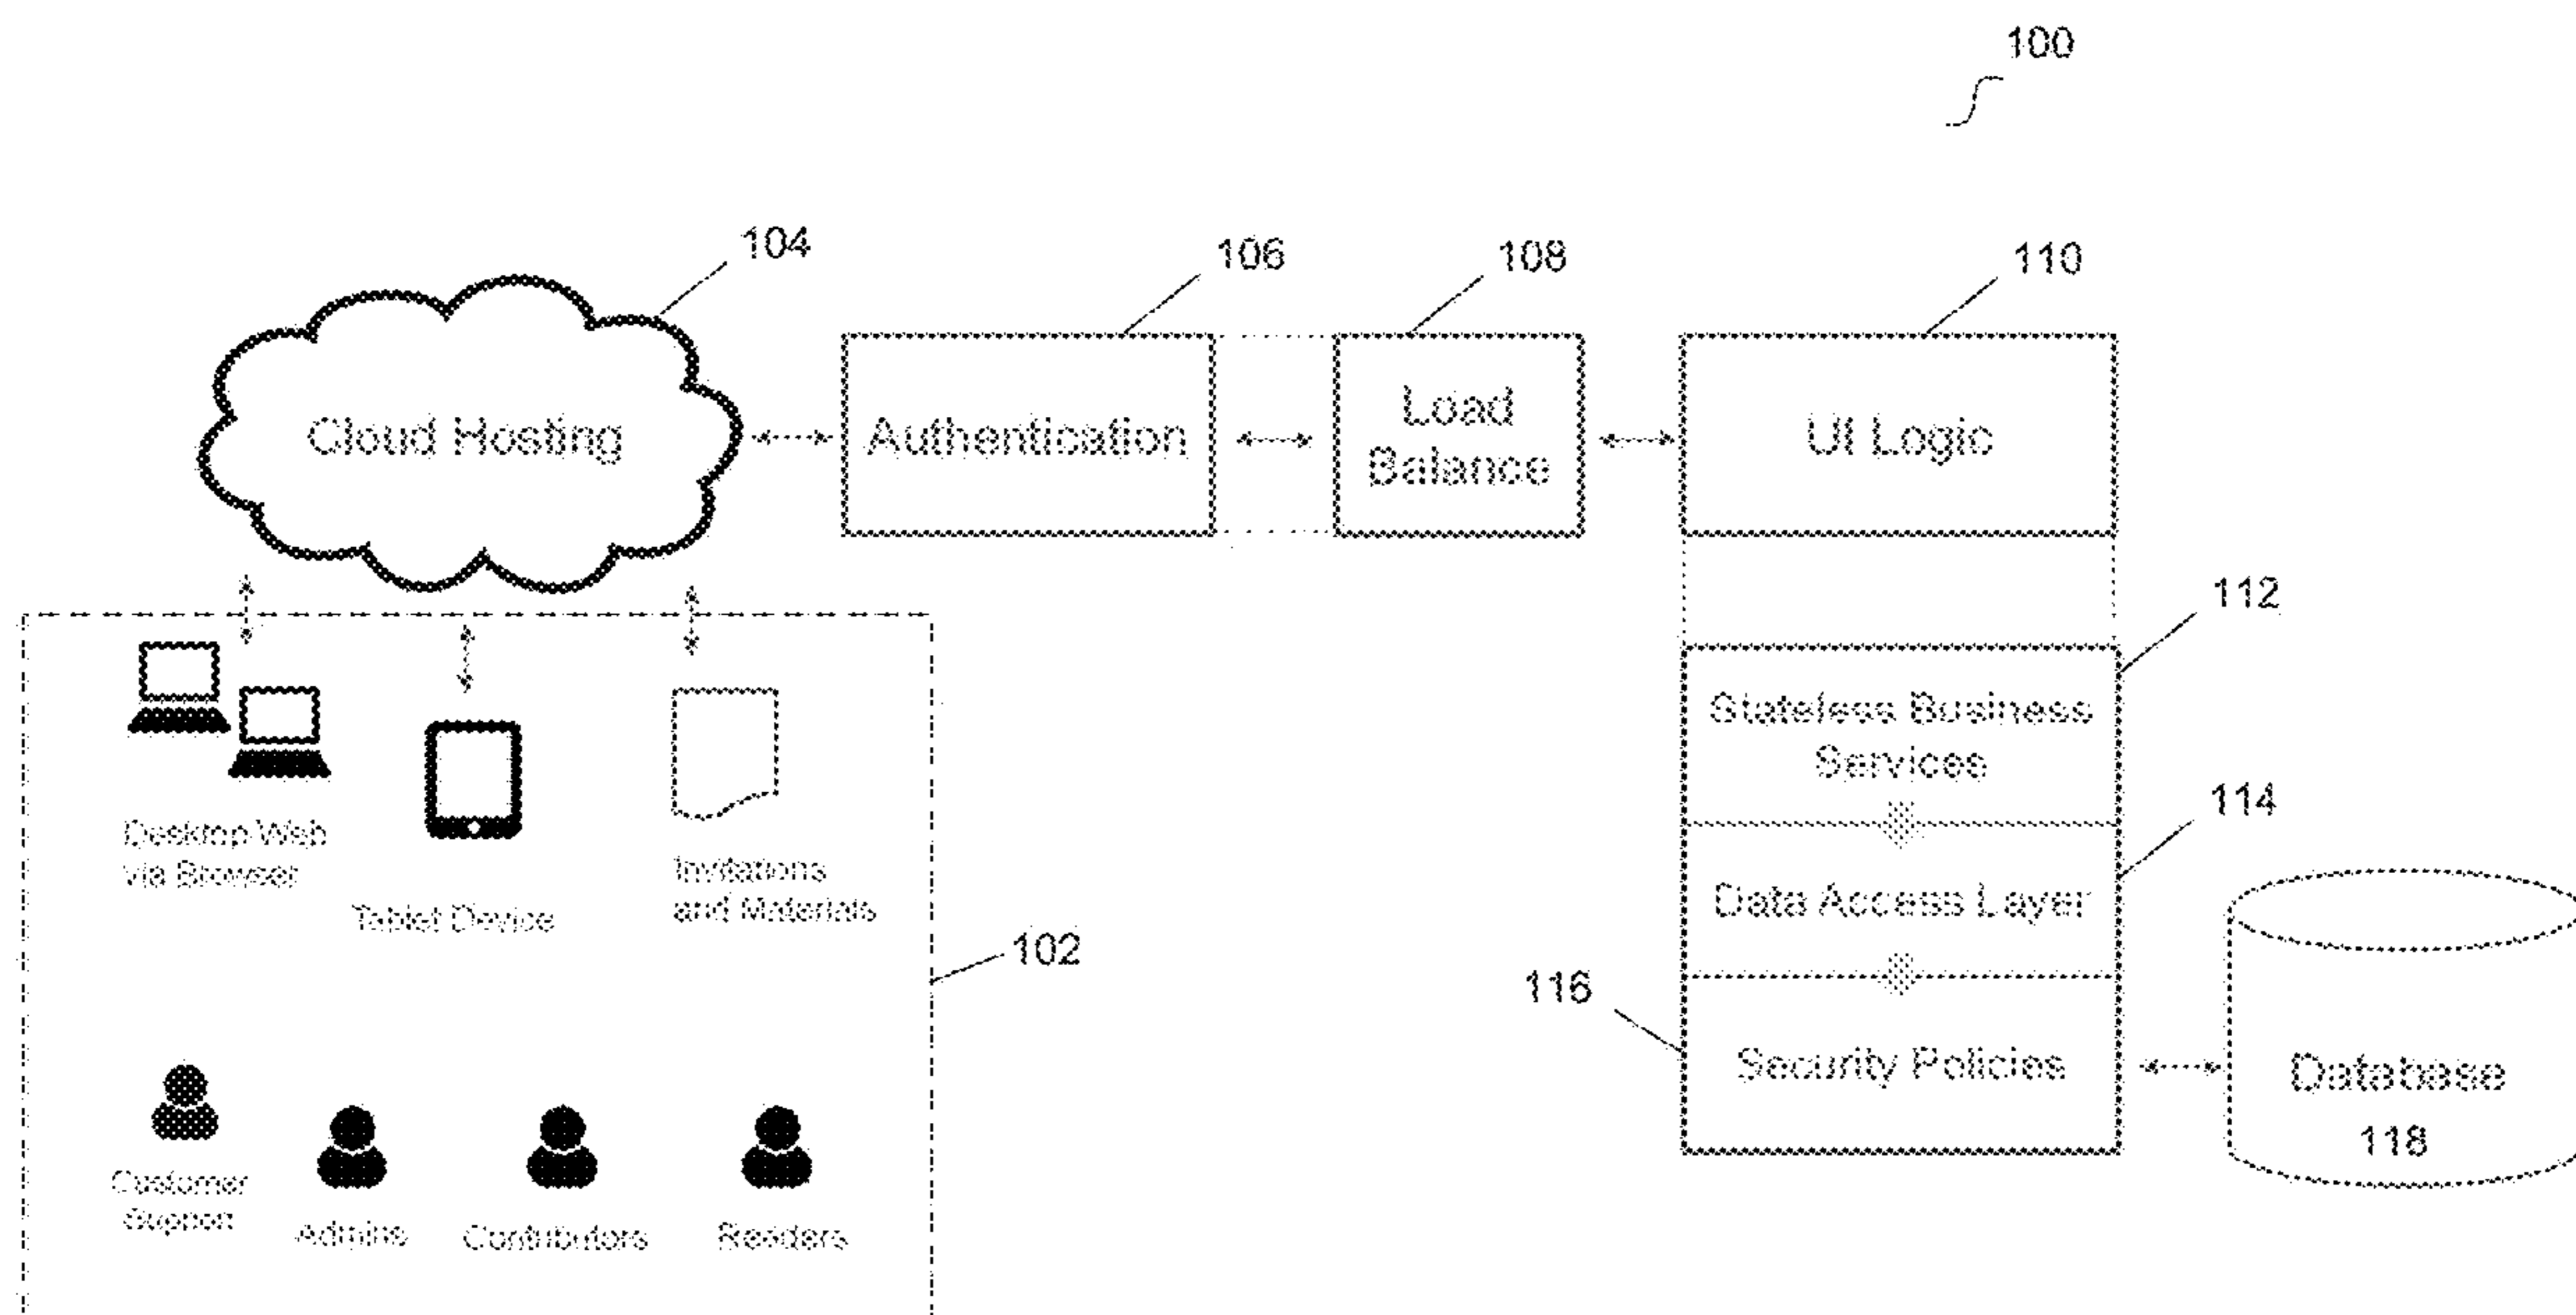 100
104
106
108
110
Cloud Hosting
Authentication
Load
Balance
UI Logic
112
Stateless Business
Services
114
Desktop Web
via Browser
Tablet Device
Invitations
and Materials
Data Access Layer
102
116
Security Policies
Database
118
Customer
Support
Admins
Contributors
Readers